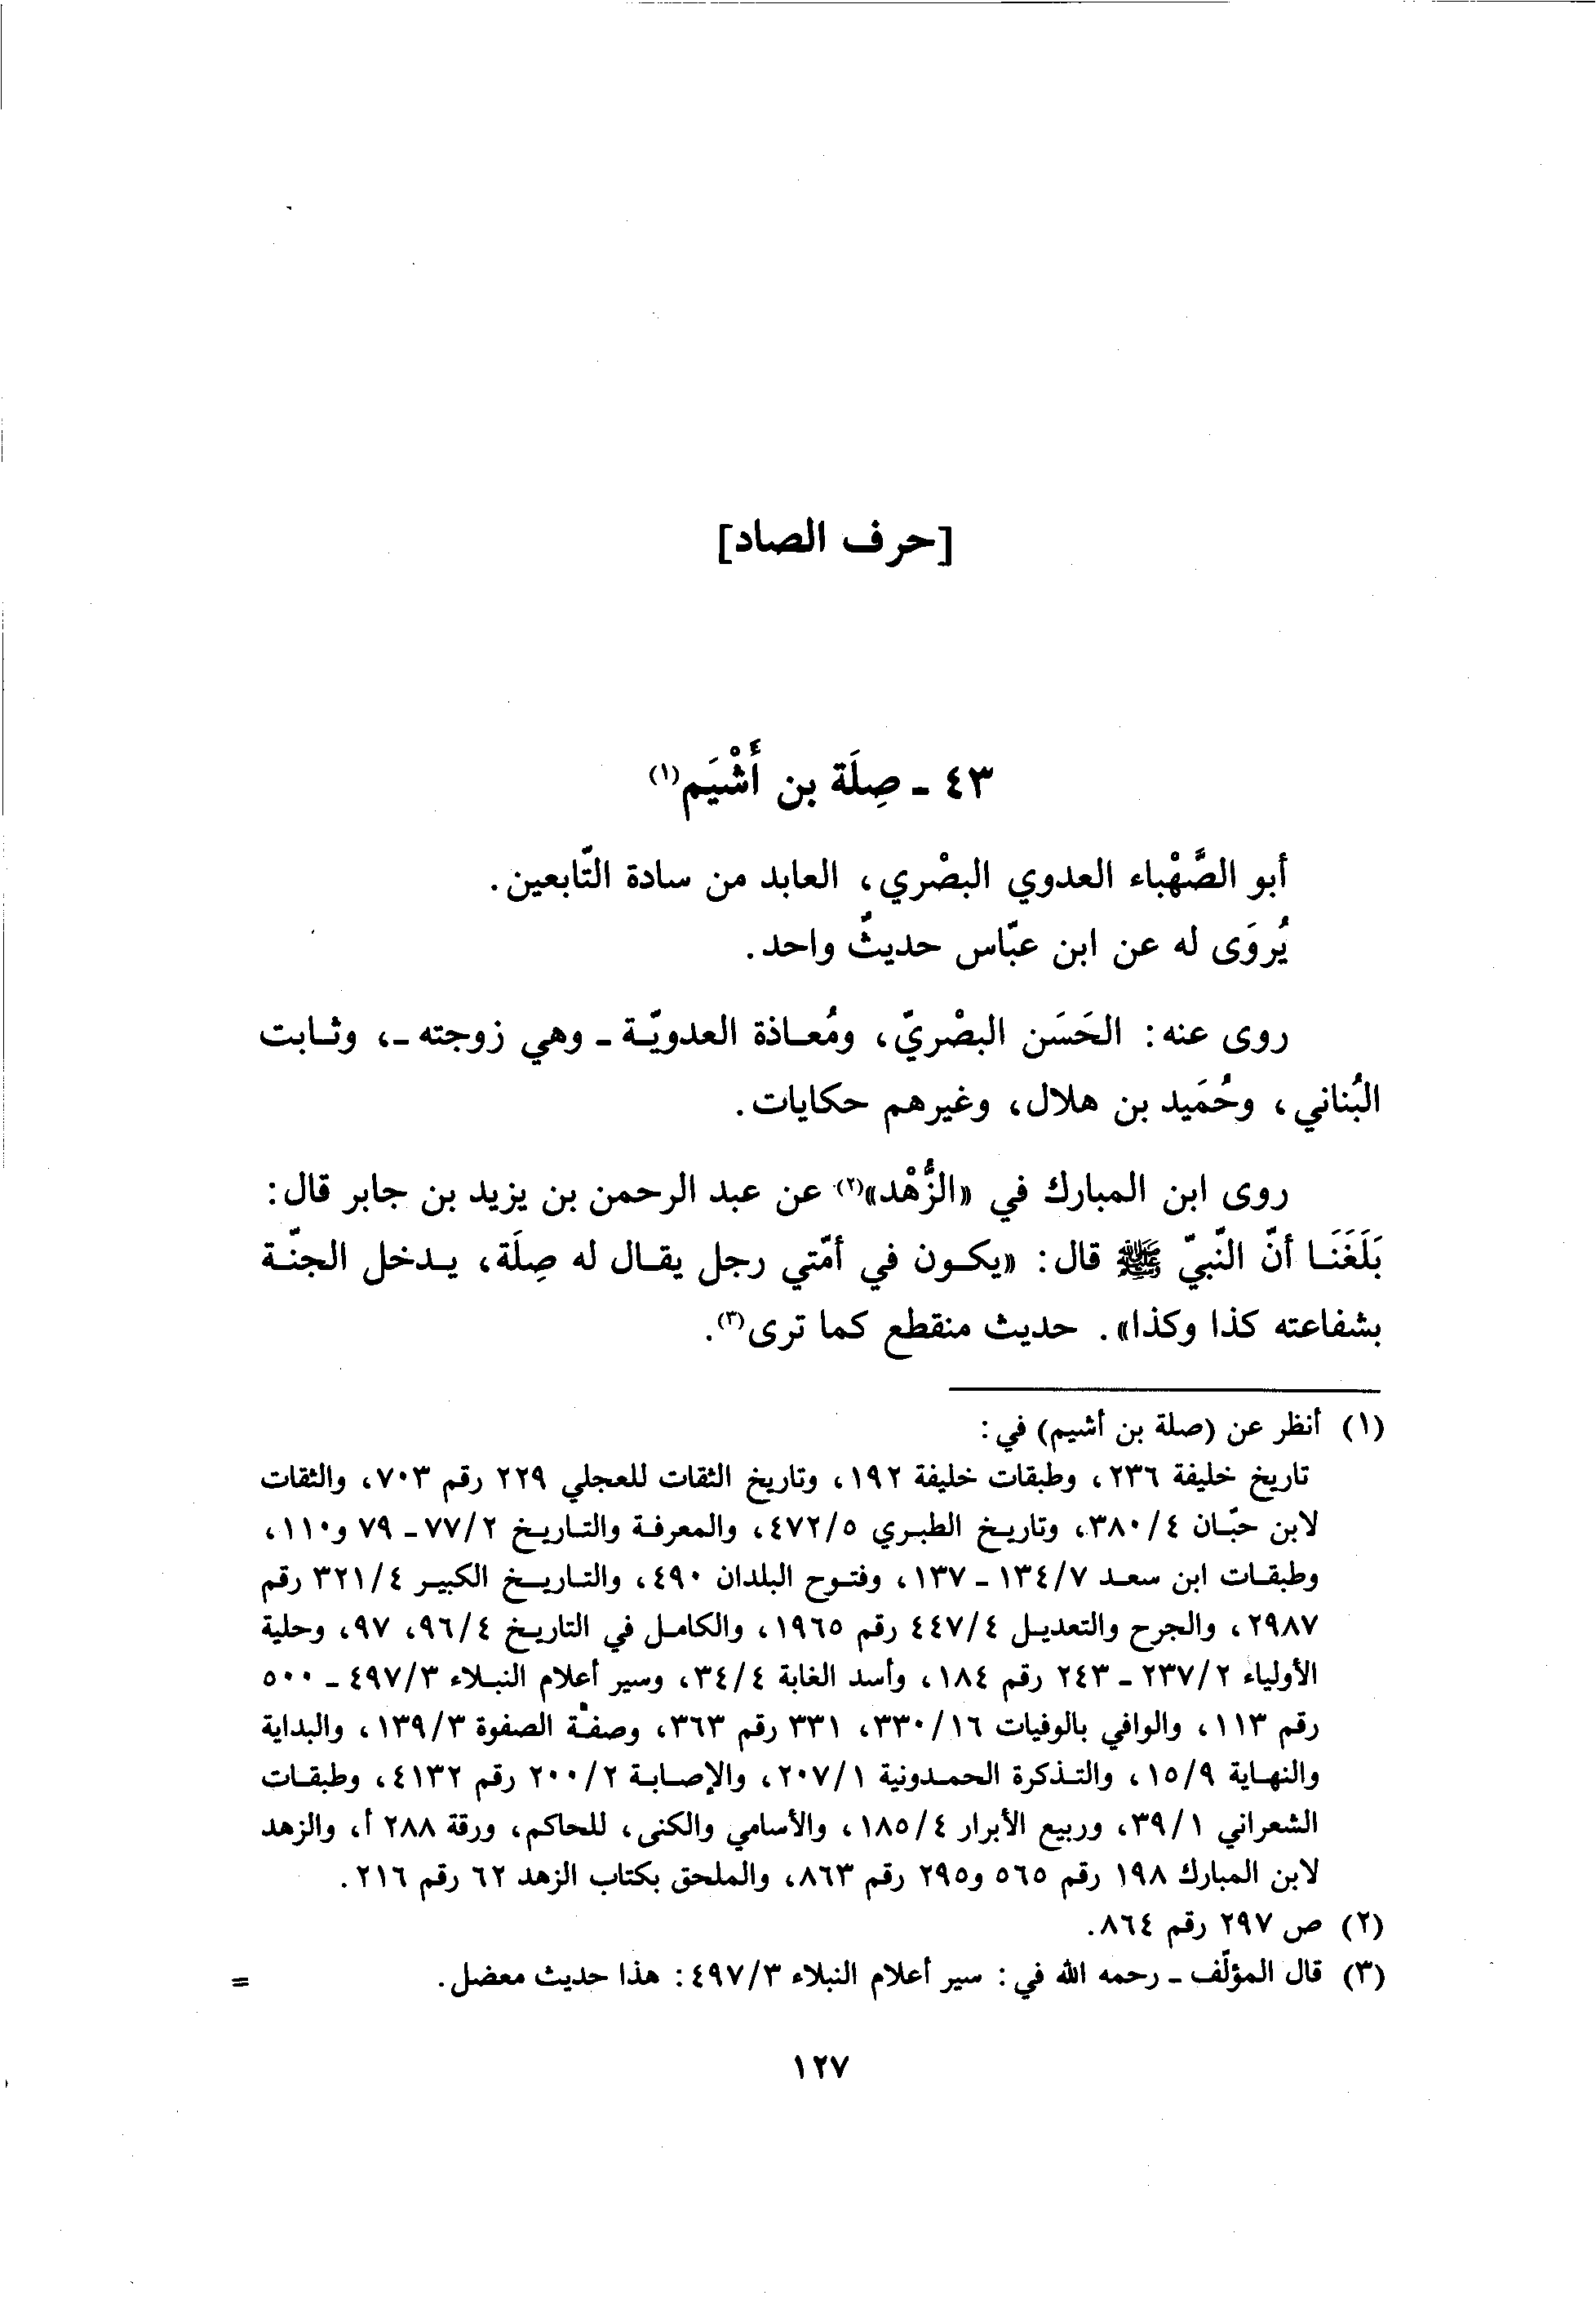 [حرف الصاد]
٤٣ ـ صِلَة بن أَشْيَم(١)
أبو الصَّهْباء العدوي البصْري، العابد من سادة التّابعين.
يُروَى له عن ابن عبّاس حديثٌ واحد.
روى عنه: الحَسَن البصْريّ، ومُعاذة العدويّة ـ وهي زوجته ـ، وثابت
البُناني، وحُمَيد بن هلال، وغيرهم حكايات.
روى ابن المبارك في «الزُّهْد»(٢) عن عبد الرحمن بن يزيد بن جابر قال:
بَلَغَنَا أنّ النّبيّ ﷺ قال: «يكون في أمّتي رجل يقال له صِلَة، يدخل الجنّة
بشفاعته كذا وكذا». حديث منقطع كما ترى(٣).
(١) أنظر عن (صلة بن أشيم) في:
تاريخ خليفة ٢٣٦، وطبقات خليفة ١٩٢، وتاريخ الثقات للعجلي ٢٢٩ رقم ٧٠٣، والثقات
لابن حبّان ٤/ ٣٨٠، وتاريخ الطبري ٥/ ٤٧٢، والمعرفة والتاريخ ٢/ ٧٧ ـ ٧٩ و١١٠،
وطبقات ابن سعد ٧/ ١٣٤ ـ ١٣٧، وفتوح البلدان ٤٩٠، والتاريخ الكبير ٤/ ٣٢١ رقم
٢٩٨٧، والجرح والتعديل ٤/ ٤٤٧ رقم ١٩٦٥، والكامل في التاريخ ٤/ ٩٦، ٩٧، وحلية
الأولياء ٢/ ٢٣٧ ـ ٢٤٣ رقم ١٨٤، وأسد الغابة ٤/ ٣٤، وسير أعلام النبلاء ٣/ ٤٩٧ ـ ٥٠٠
رقم ١١٣، والوافي بالوفيات ١٦/ ٣٣٠، ٣٣١ رقم ٣٦٣، وصفة الصفوة ٣/ ١٣٩، والبداية
والنهاية ٩/ ١٥، والتذكرة الحمدونية ١/ ٢٠٧، والإصابة ٢/ ٢٠٠ رقم ٤١٣٢، وطبقات
الشعراني ١/ ٣٩، وربيع الأبرار ٤/ ١٨٥، والأسامي والكنى، للحاكم، ورقة ٢٨٨ أ، والزهد
لابن المبارك ١٩٨ رقم ٥٦٥ و٢٩٥ رقم ٨٦٣، والملحق بكتاب الزهد ٦٢ رقم ٢١٦.
(٢) ص ٢٩٧ رقم ٨٦٤.
(٣) قال المؤلّف ـ رحمه الله في: سير أعلام النبلاء ٣/ ٤٩٧: هذا حديث معضل. =
١٢٧